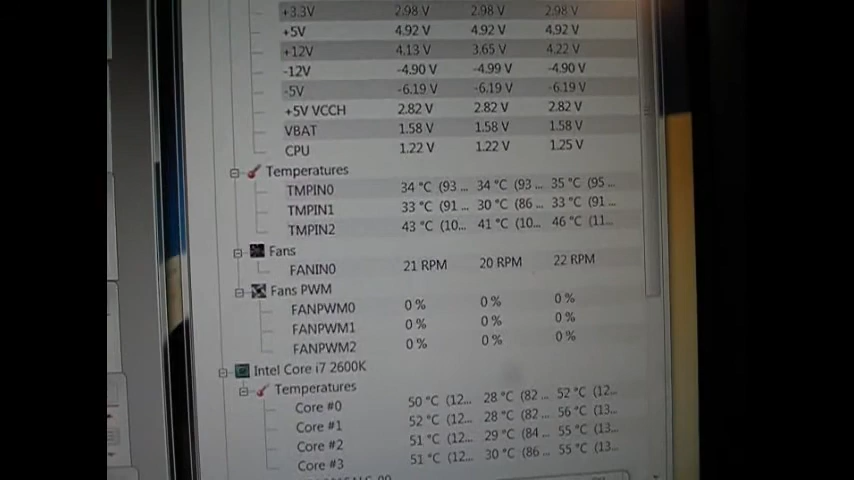 +3.3V 2.98 V 2.98 V 2.98 V
+5V 4.92 V 4.92 V 4.92 V
+12V 4.13 V 3.65 V 4.22 V
-12V -4.90 V -4.99 V -4.90 V
-5V -6.19 V -6.19 V -6.19 V
+5V VCCH 2.82 V 2.82 V 2.82 V
VBAT 1.58 V 1.58 V 1.58 V
CPU 1.22 V 1.22 V 1.25 V
Temperatures
TMPIN0 34 °C (93 ... 34 °C (93 ... 35 °C (95 ...
TMPIN1 33 °C (91 ... 30 °C (86 ... 33 °C (91 ...
TMPIN2 43 °C (10... 41 °C (10... 46 °C (11...
Fans
FANIN0 21 RPM 20 RPM 22 RPM
Fans PWM
FANPWM0 0 % 0 % 0 %
FANPWM1 0 % 0 % 0 %
FANPWM2 0 % 0 % 0 %
Intel Core i7 2600K
Temperatures
Core #0 50 °C (12... 28 °C (82 ... 52 °C (12...
Core #1 52 °C (12... 28 °C (82 ... 56 °C (13...
Core #2 51 °C (12... 29 °C (84 ... 55 °C (13...
Core #3 51 °C (12... 30 °C (86 ... 55 °C (13...